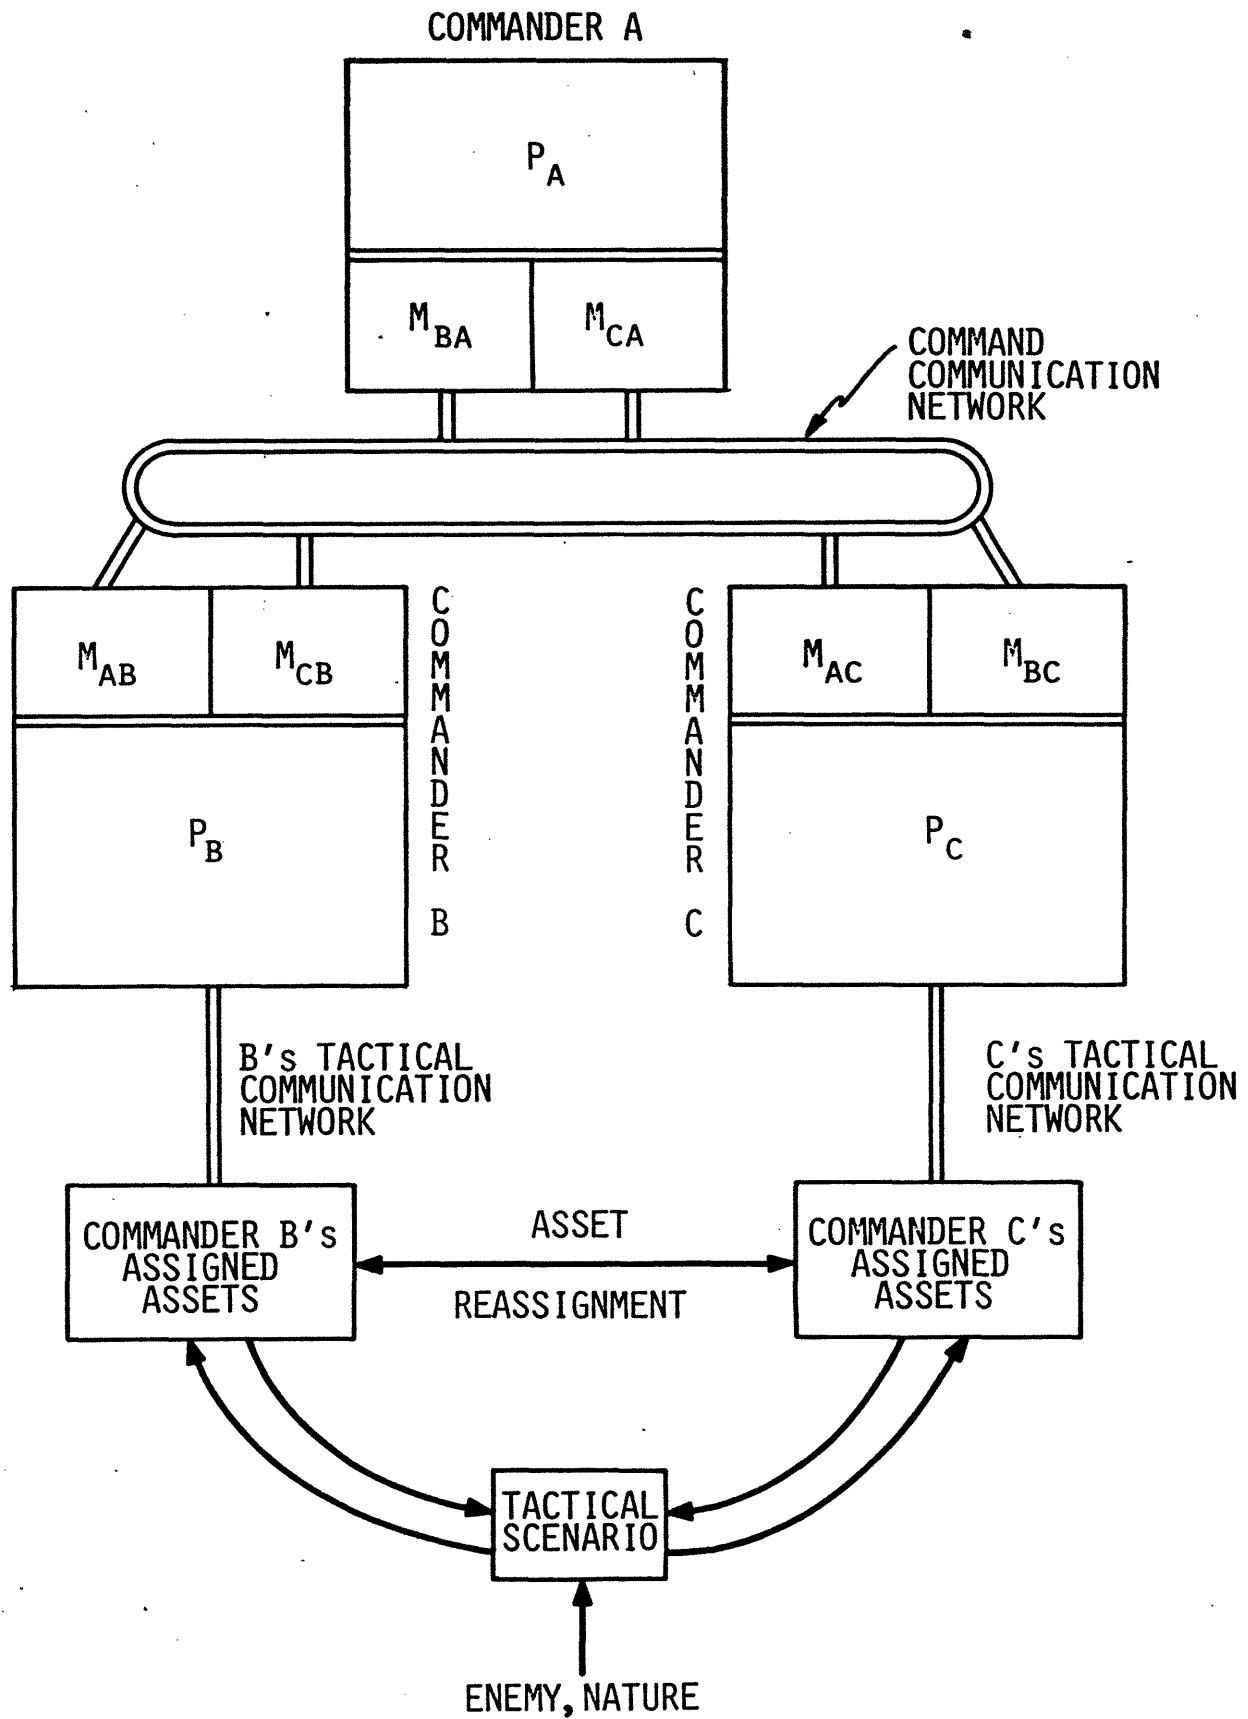 COMMANDER A
P_A
M_BA
M_CA
COMMAND
COMMUNICATION
NETWORK
M_AB
M_CB
COMMANDER B
COMMANDER C
M_AC
M_BC
P_B
P_C
B's TACTICAL
COMMUNICATION
NETWORK
C's TACTICAL
COMMUNICATION
NETWORK
COMMANDER B's
ASSIGNED
ASSETS
ASSET
REASSIGNMENT
COMMANDER C's
ASSIGNED
ASSETS
TACTICAL
SCENARIO
ENEMY, NATURE